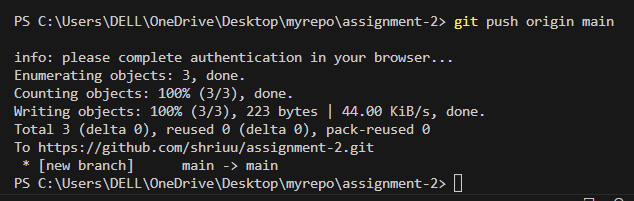 PS C:\Users\DELL\OneDrive\Desktop\myrepo\assignment-2> git push origin main
info: please complete authentication in your browser...
Enumerating objects: 3, done.
Counting objects: 100% (3/3), done.
Writing objects: 100% (3/3), 223 bytes | 44.00 KiB/s, done.
Total 3 (delta 0), reused 0 (delta 0), pack-reused 0
To https://github.com/shriuu/assignment-2.git
 * [new branch]      main -> main
PS C:\Users\DELL\OneDrive\Desktop\myrepo\assignment-2>